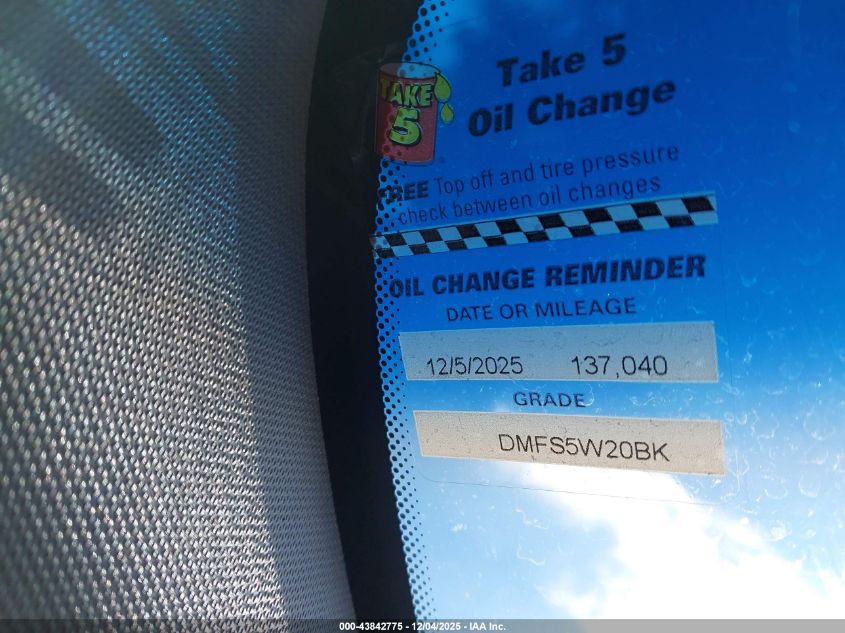 TAKE
5
Take 5
Oil Change
FREE Top off and tire pressure
check between oil changes
OIL CHANGE REMINDER
DATE OR MILEAGE
12/5/2025 137,040
GRADE
DMFS5W20BK
000-43842775 - 12/04/2025 - IAA Inc.